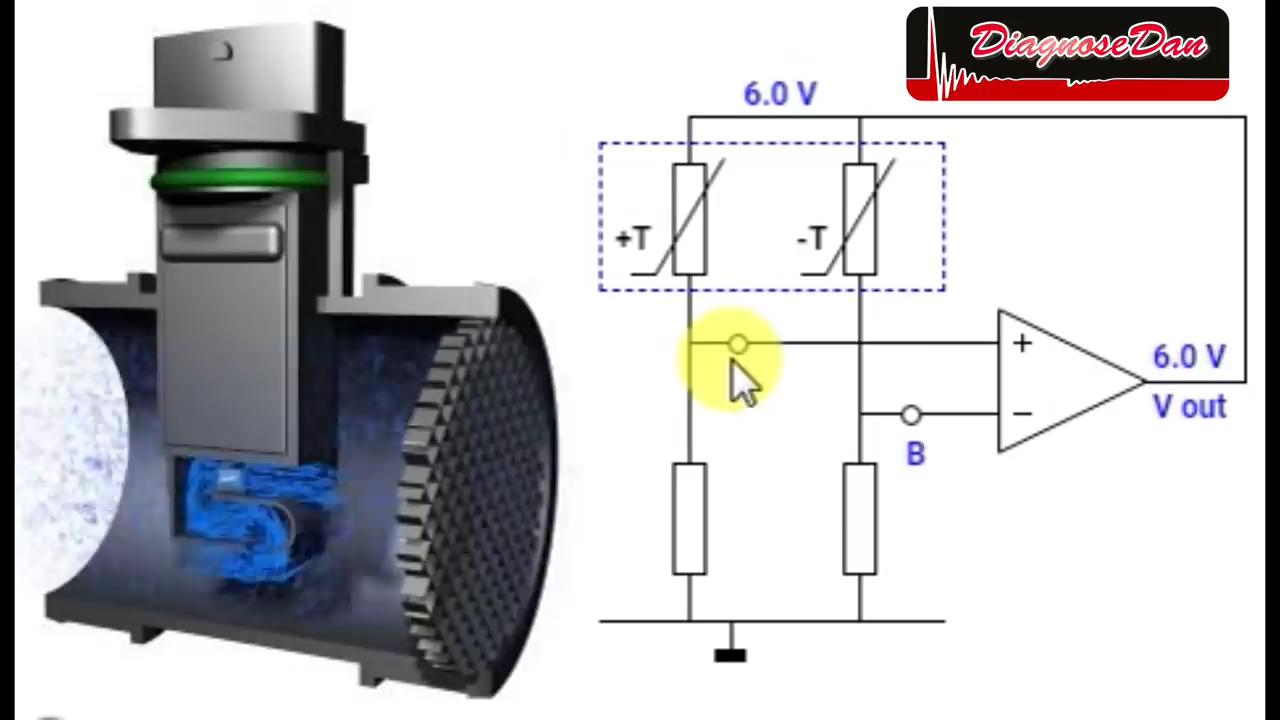 DiagnoseDan
6.0 V
+T
-T
+
6.0 V
−
V out
B